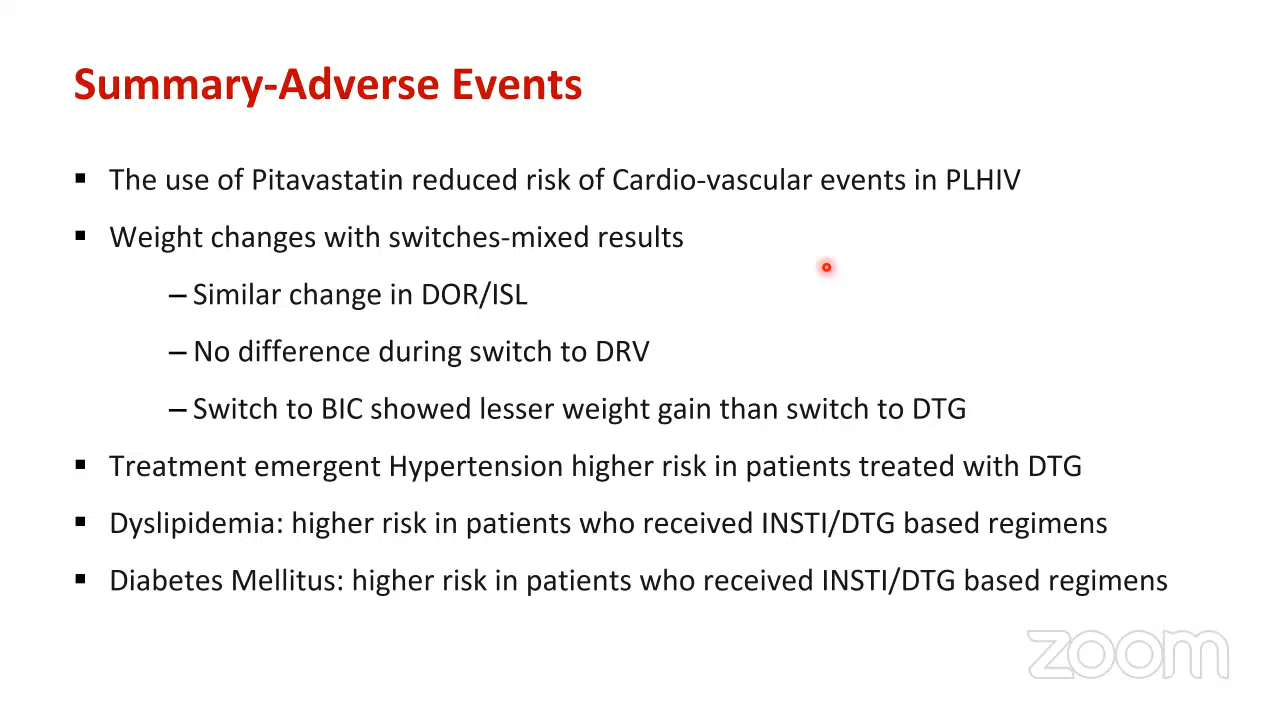 Summary-Adverse Events
▪ The use of Pitavastatin reduced risk of Cardio-vascular events in PLHIV
▪ Weight changes with switches-mixed results
– Similar change in DOR/ISL
– No difference during switch to DRV
– Switch to BIC showed lesser weight gain than switch to DTG
▪ Treatment emergent Hypertension higher risk in patients treated with DTG
▪ Dyslipidemia: higher risk in patients who received INSTI/DTG based regimens
▪ Diabetes Mellitus: higher risk in patients who received INSTI/DTG based regimens
zoom